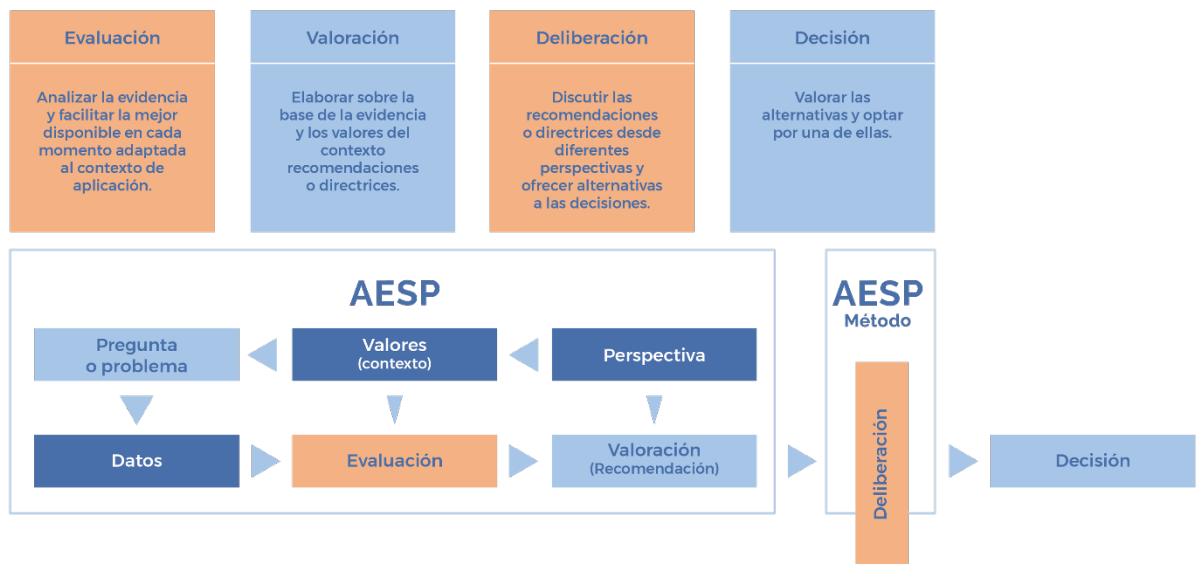 Evaluación
Analizar la evidencia
y facilitar la mejor
disponible en cada
momento adaptada
al contexto de
aplicación.
Valoración
Elaborar sobre la
base de la evidencia
y los valores del
contexto
recomendaciones
o directrices.
Deliberación
Discutir las
recomendaciones
o directrices desde
diferentes
perspectivas y
ofrecer alternativas
a las decisiones.
Decisión
Valorar las
alternativas y optar
por una de ellas.
AESP
Pregunta
o problema
Valores
(contexto)
Perspectiva
Datos
Evaluación
Valoración
(Recomendación)
AESP
Método
Deliberación
Decisión